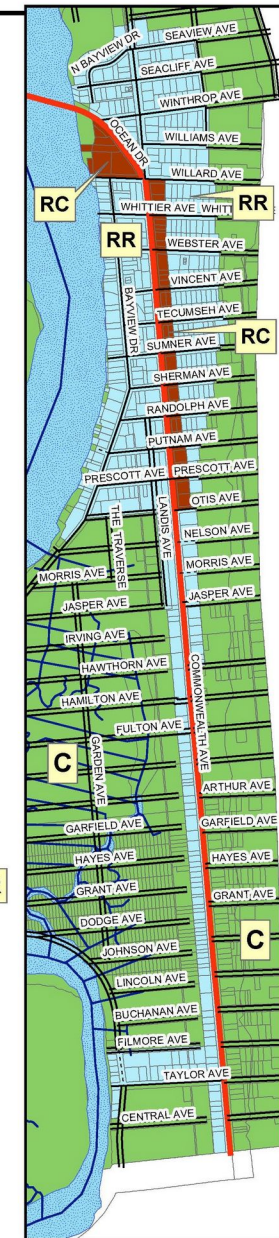 N BAYVIEW DR
SEAVIEW AVE
SEACLIFF AVE
WINTHROP AVE
OCEAN DR
WILLIAMS AVE
WILLARD AVE
RC
RR
WHITTIER AVE
WHIT
RR
WEBSTER AVE
BAYVIEW DR
VINCENT AVE
TECUMSEH AVE
SUMNER AVE
RC
SHERMAN AVE
RANDOLPH AVE
PUTNAM AVE
PRESCOTT AVE
PRESCOTT AVE
THE STRAVERSE
LANDIS AVE
OTIS AVE
NELSON AVE
MORRIS AVE
MORRIS AVE
JASPER AVE
JASPER AVE
IRVING AVE
HAWTHORN AVE
COMMONWEALTH AVE
HAMILTON AVE
FULTON AVE
C
GARDEN AVE
ARTHUR AVE
GARFIELD AVE
GARFIELD AVE
HAYES AVE
HAYES AVE
GRANT AVE
GRANT AVE
DODGE AVE
C
JOHNSON AVE
LINCOLN AVE
BUCHANAN AVE
FILMORE AVE
TAYLOR AVE
CENTRAL AVE